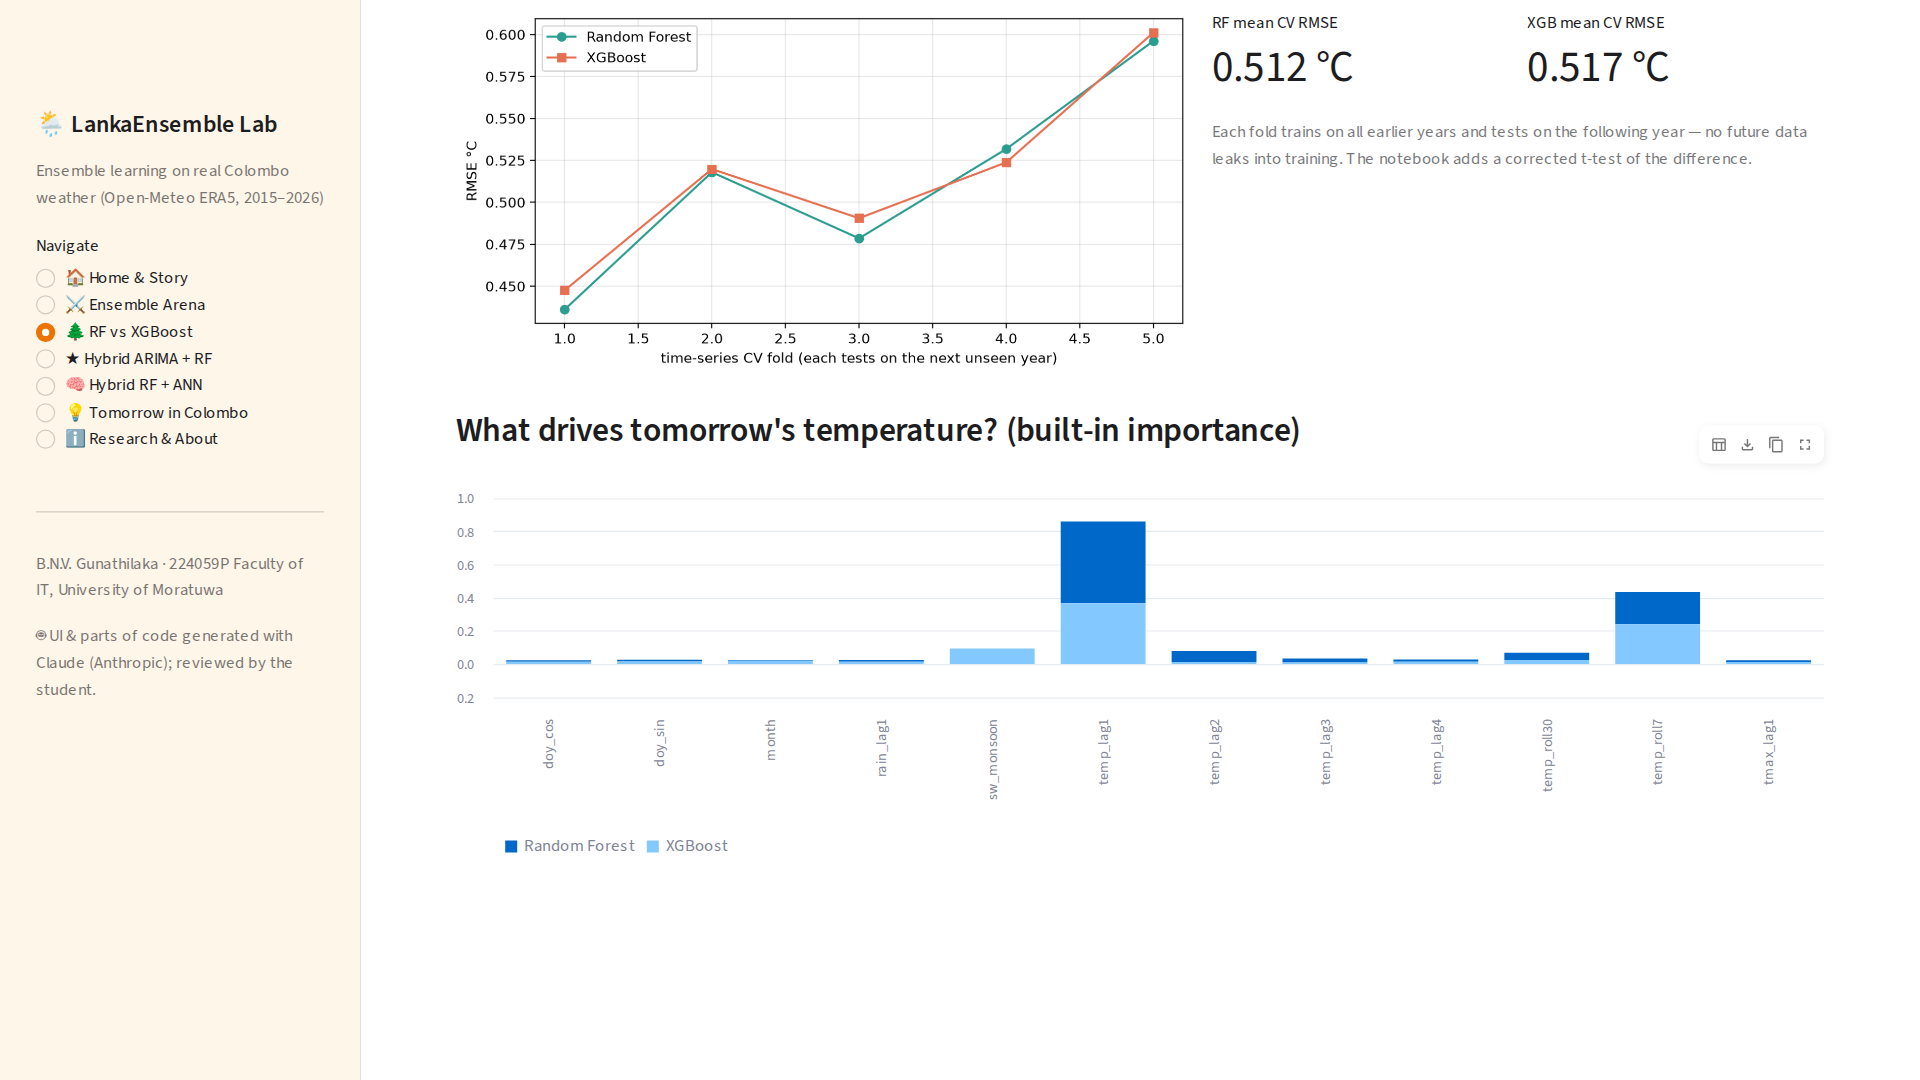 🌦️ LankaEnsemble Lab
Ensemble learning on real Colombo
weather (Open-Meteo ERA5, 2015–2026)
Navigate
🏠 Home & Story
⚔️ Ensemble Arena
🌲 RF vs XGBoost
★ Hybrid ARIMA + RF
🧠 Hybrid RF + ANN
💡 Tomorrow in Colombo
ℹ️ Research & About
B.N.V. Gunathilaka · 224059P Faculty of
IT, University of Moratuwa
UI & parts of code generated with
Claude (Anthropic); reviewed by the
student.
Random Forest
XGBoost
0.600
0.575
0.550
0.525
0.500
0.475
0.450
RMSE °C
1.0 1.5 2.0 2.5 3.0 3.5 4.0 4.5 5.0
time-series CV fold (each tests on the next unseen year)
RF mean CV RMSE
0.512 °C
XGB mean CV RMSE
0.517 °C
Each fold trains on all earlier years and tests on the following year — no future data
leaks into training. The notebook adds a corrected t-test of the difference.
What drives tomorrow's temperature? (built-in importance)
1.0
0.8
0.6
0.4
0.2
0.0
0.2
doy_cos
doy_sin
month
rain_lag1
sw_monsoon
temp_lag1
temp_lag2
temp_lag3
temp_lag4
temp_roll30
temp_roll7
tmax_lag1
Random Forest XGBoost